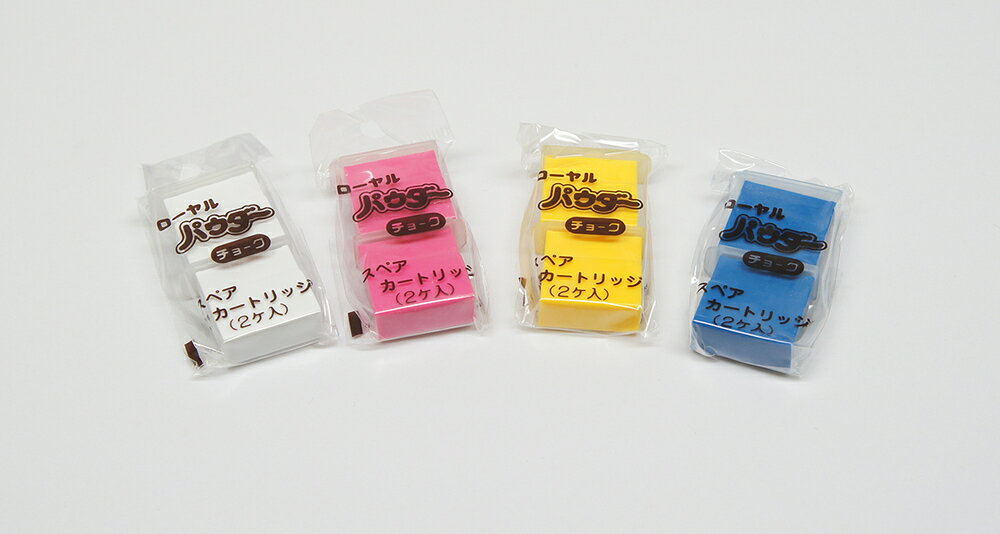 ローヤル
パウダー
チョーコ
スペア
カートリッジ
(2ケ入)
ローヤル
パウダー
チョーコ
スペア
カートリッジ
(2ケ入)
ローヤル
パウダー
チョーコ
スペア
カートリッジ
(2ケ入)
ローヤル
パウダー
チョーコ
スペア
カートリッジ
(2ケ入)